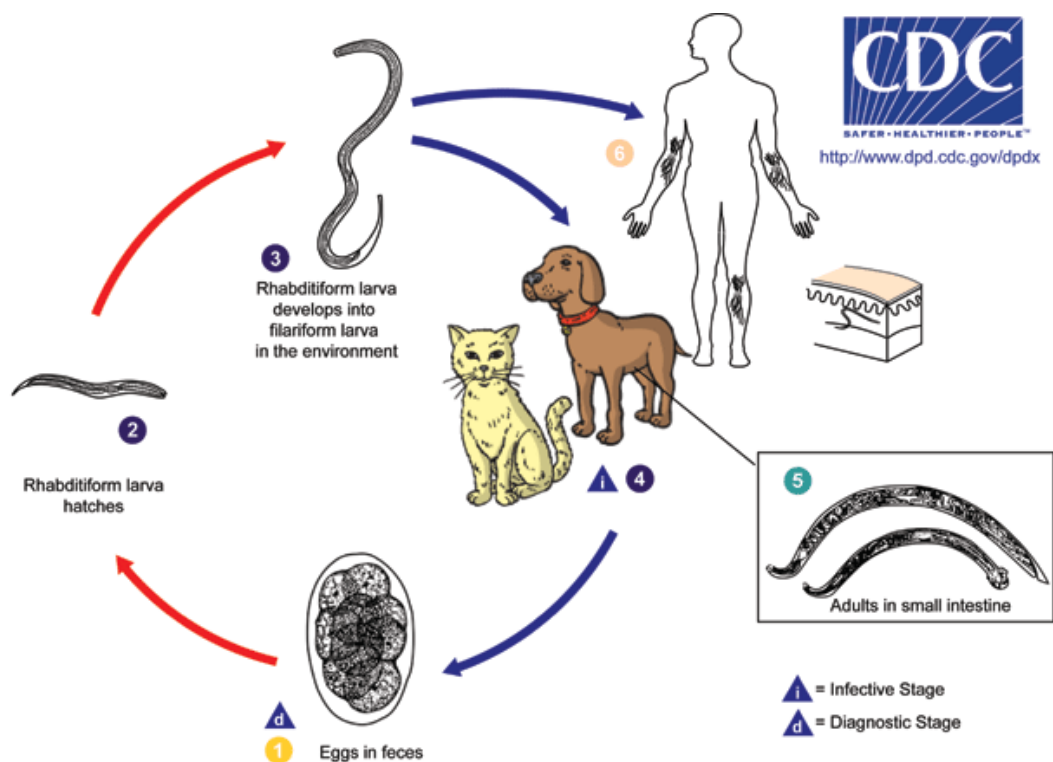 CDC
SAFER • HEALTHIER • PEOPLE™
http://www.dpd.cdc.gov/dpdx
6
3
Rhabditiform larva
develops into
filariform larva
in the environment
2
Rhabditiform larva
hatches
i
4
5
Adults in small intestine
d
1
Eggs in feces
i = Infective Stage
d = Diagnostic Stage